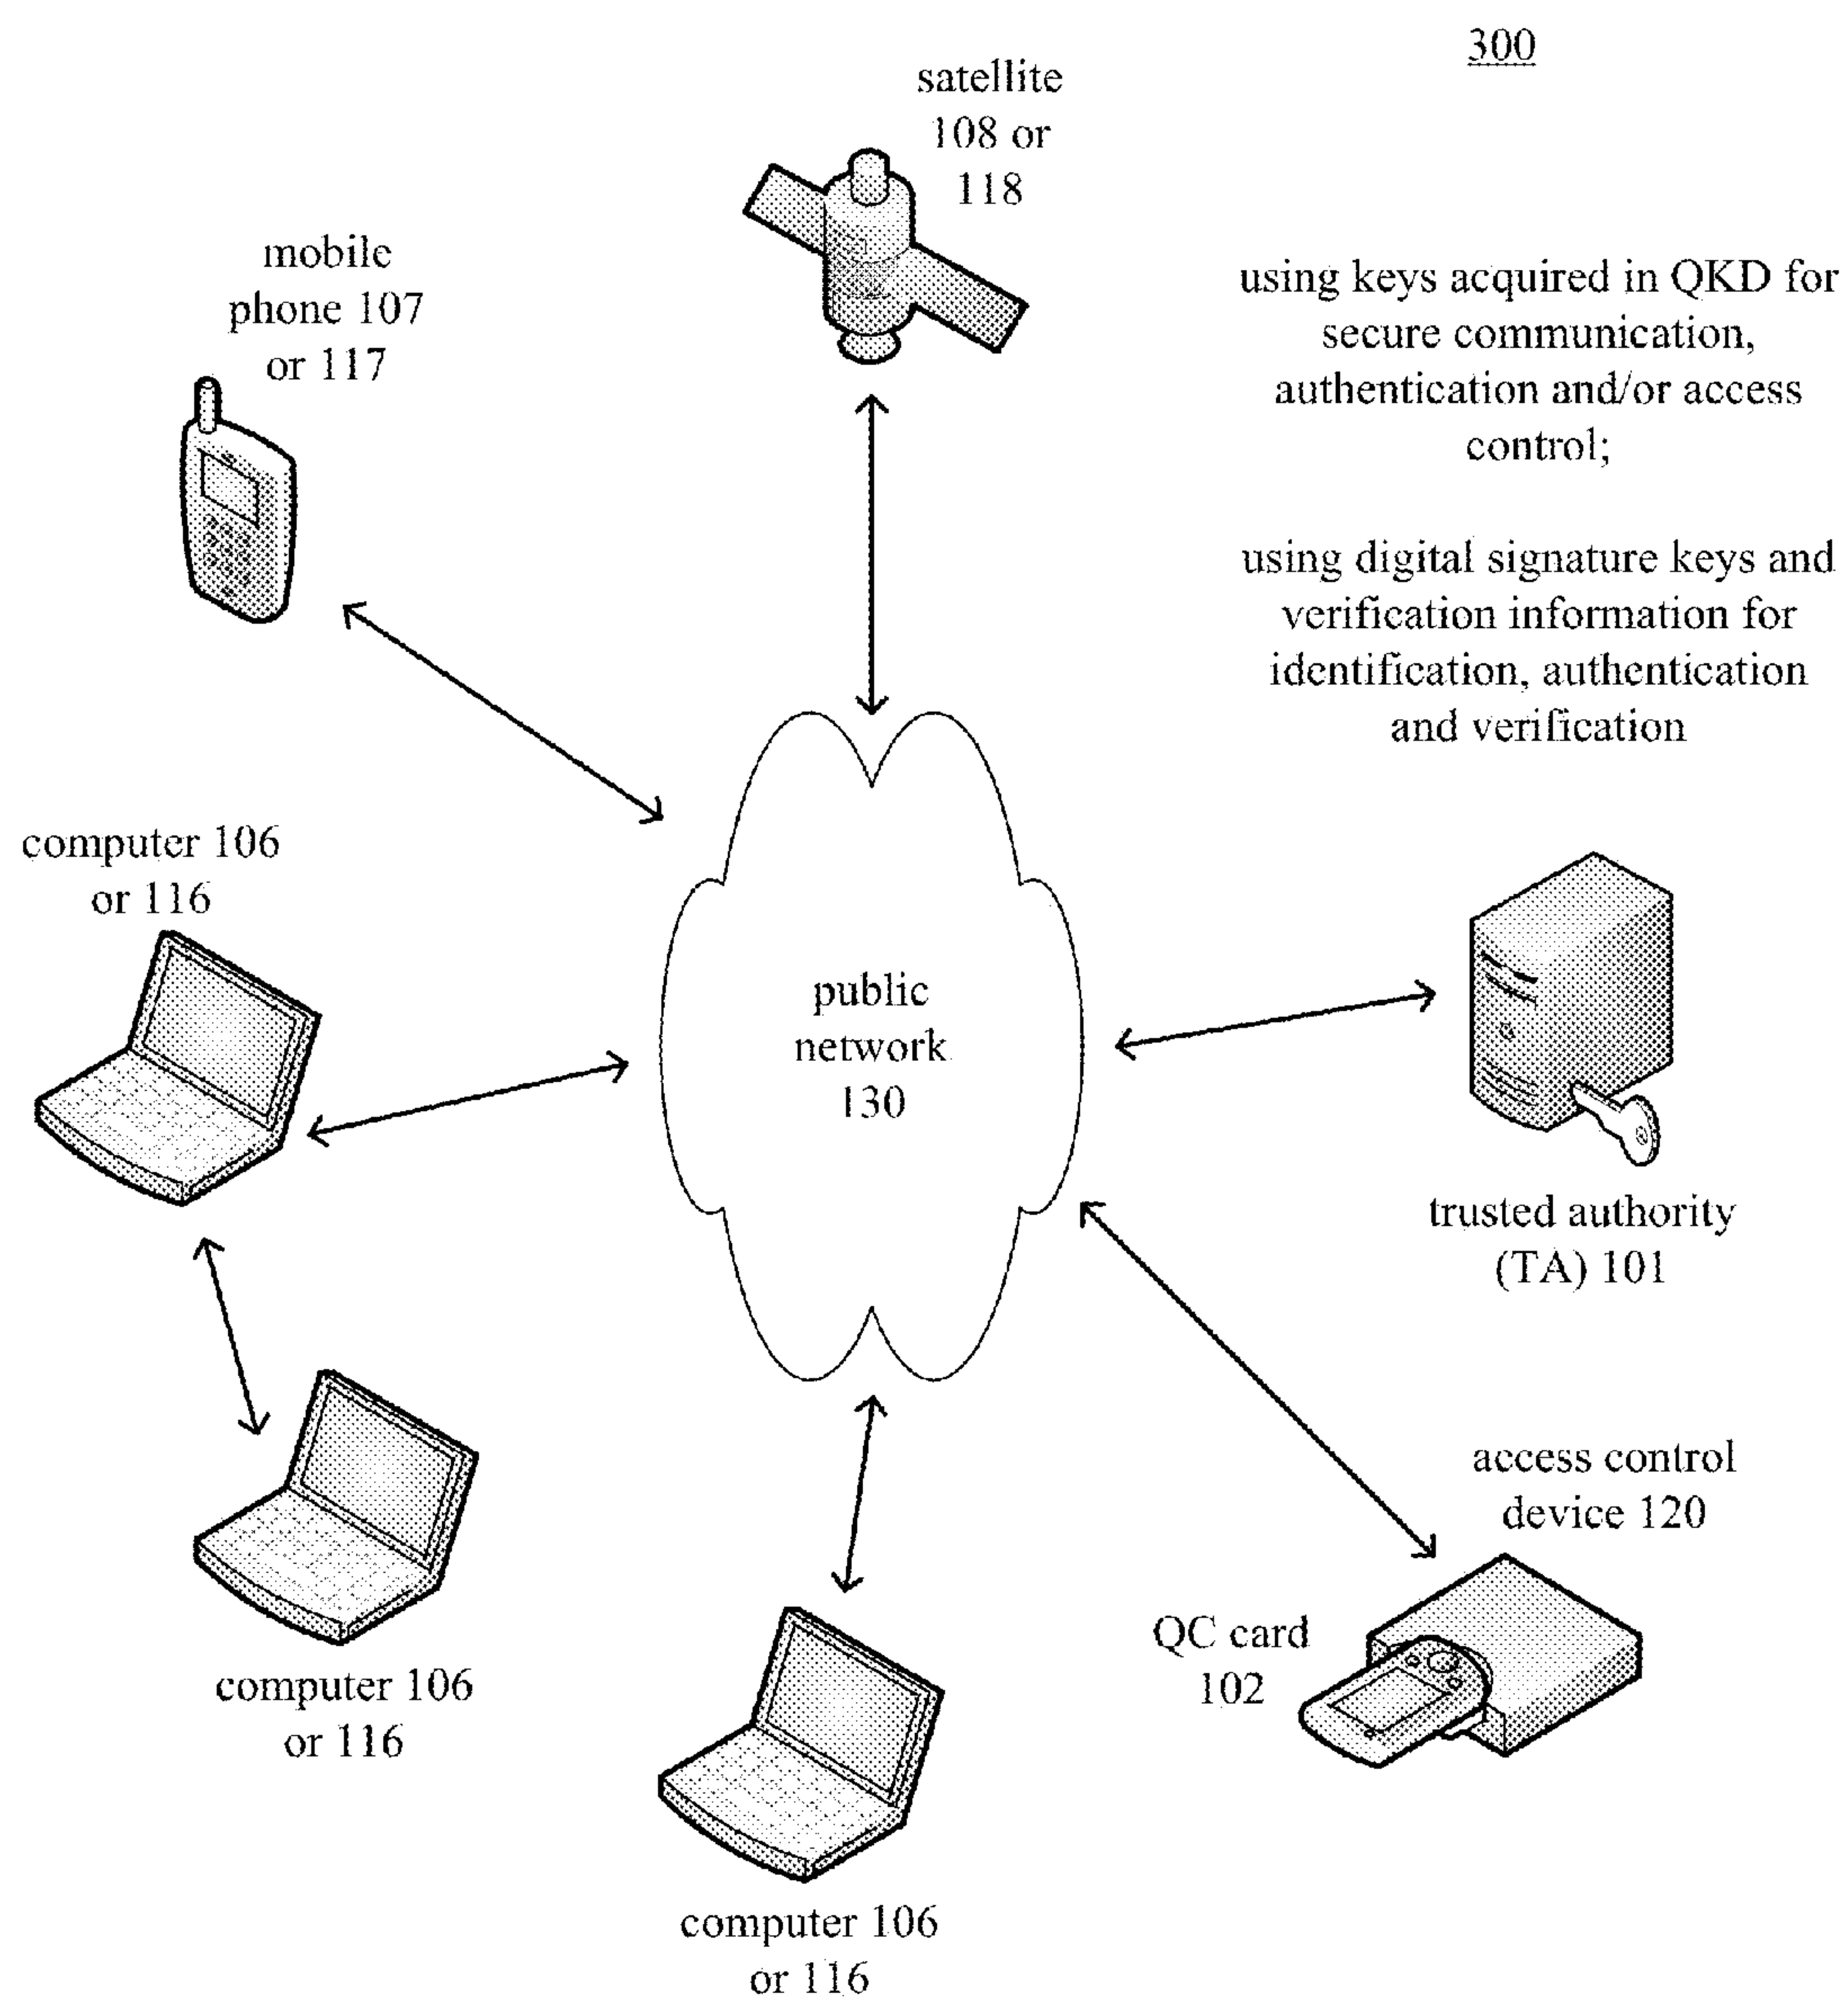 300
satellite
108 or
118
mobile
phone 107
or 117
using keys acquired in QKD for
secure communication,
authentication and/or access
control;
using digital signature keys and
verification information for
identification, authentication
and verification
computer 106
or 116
public
network
130
trusted authority
(TA) 101
access control
device 120
QC card
102
computer 106
or 116
computer 106
or 116